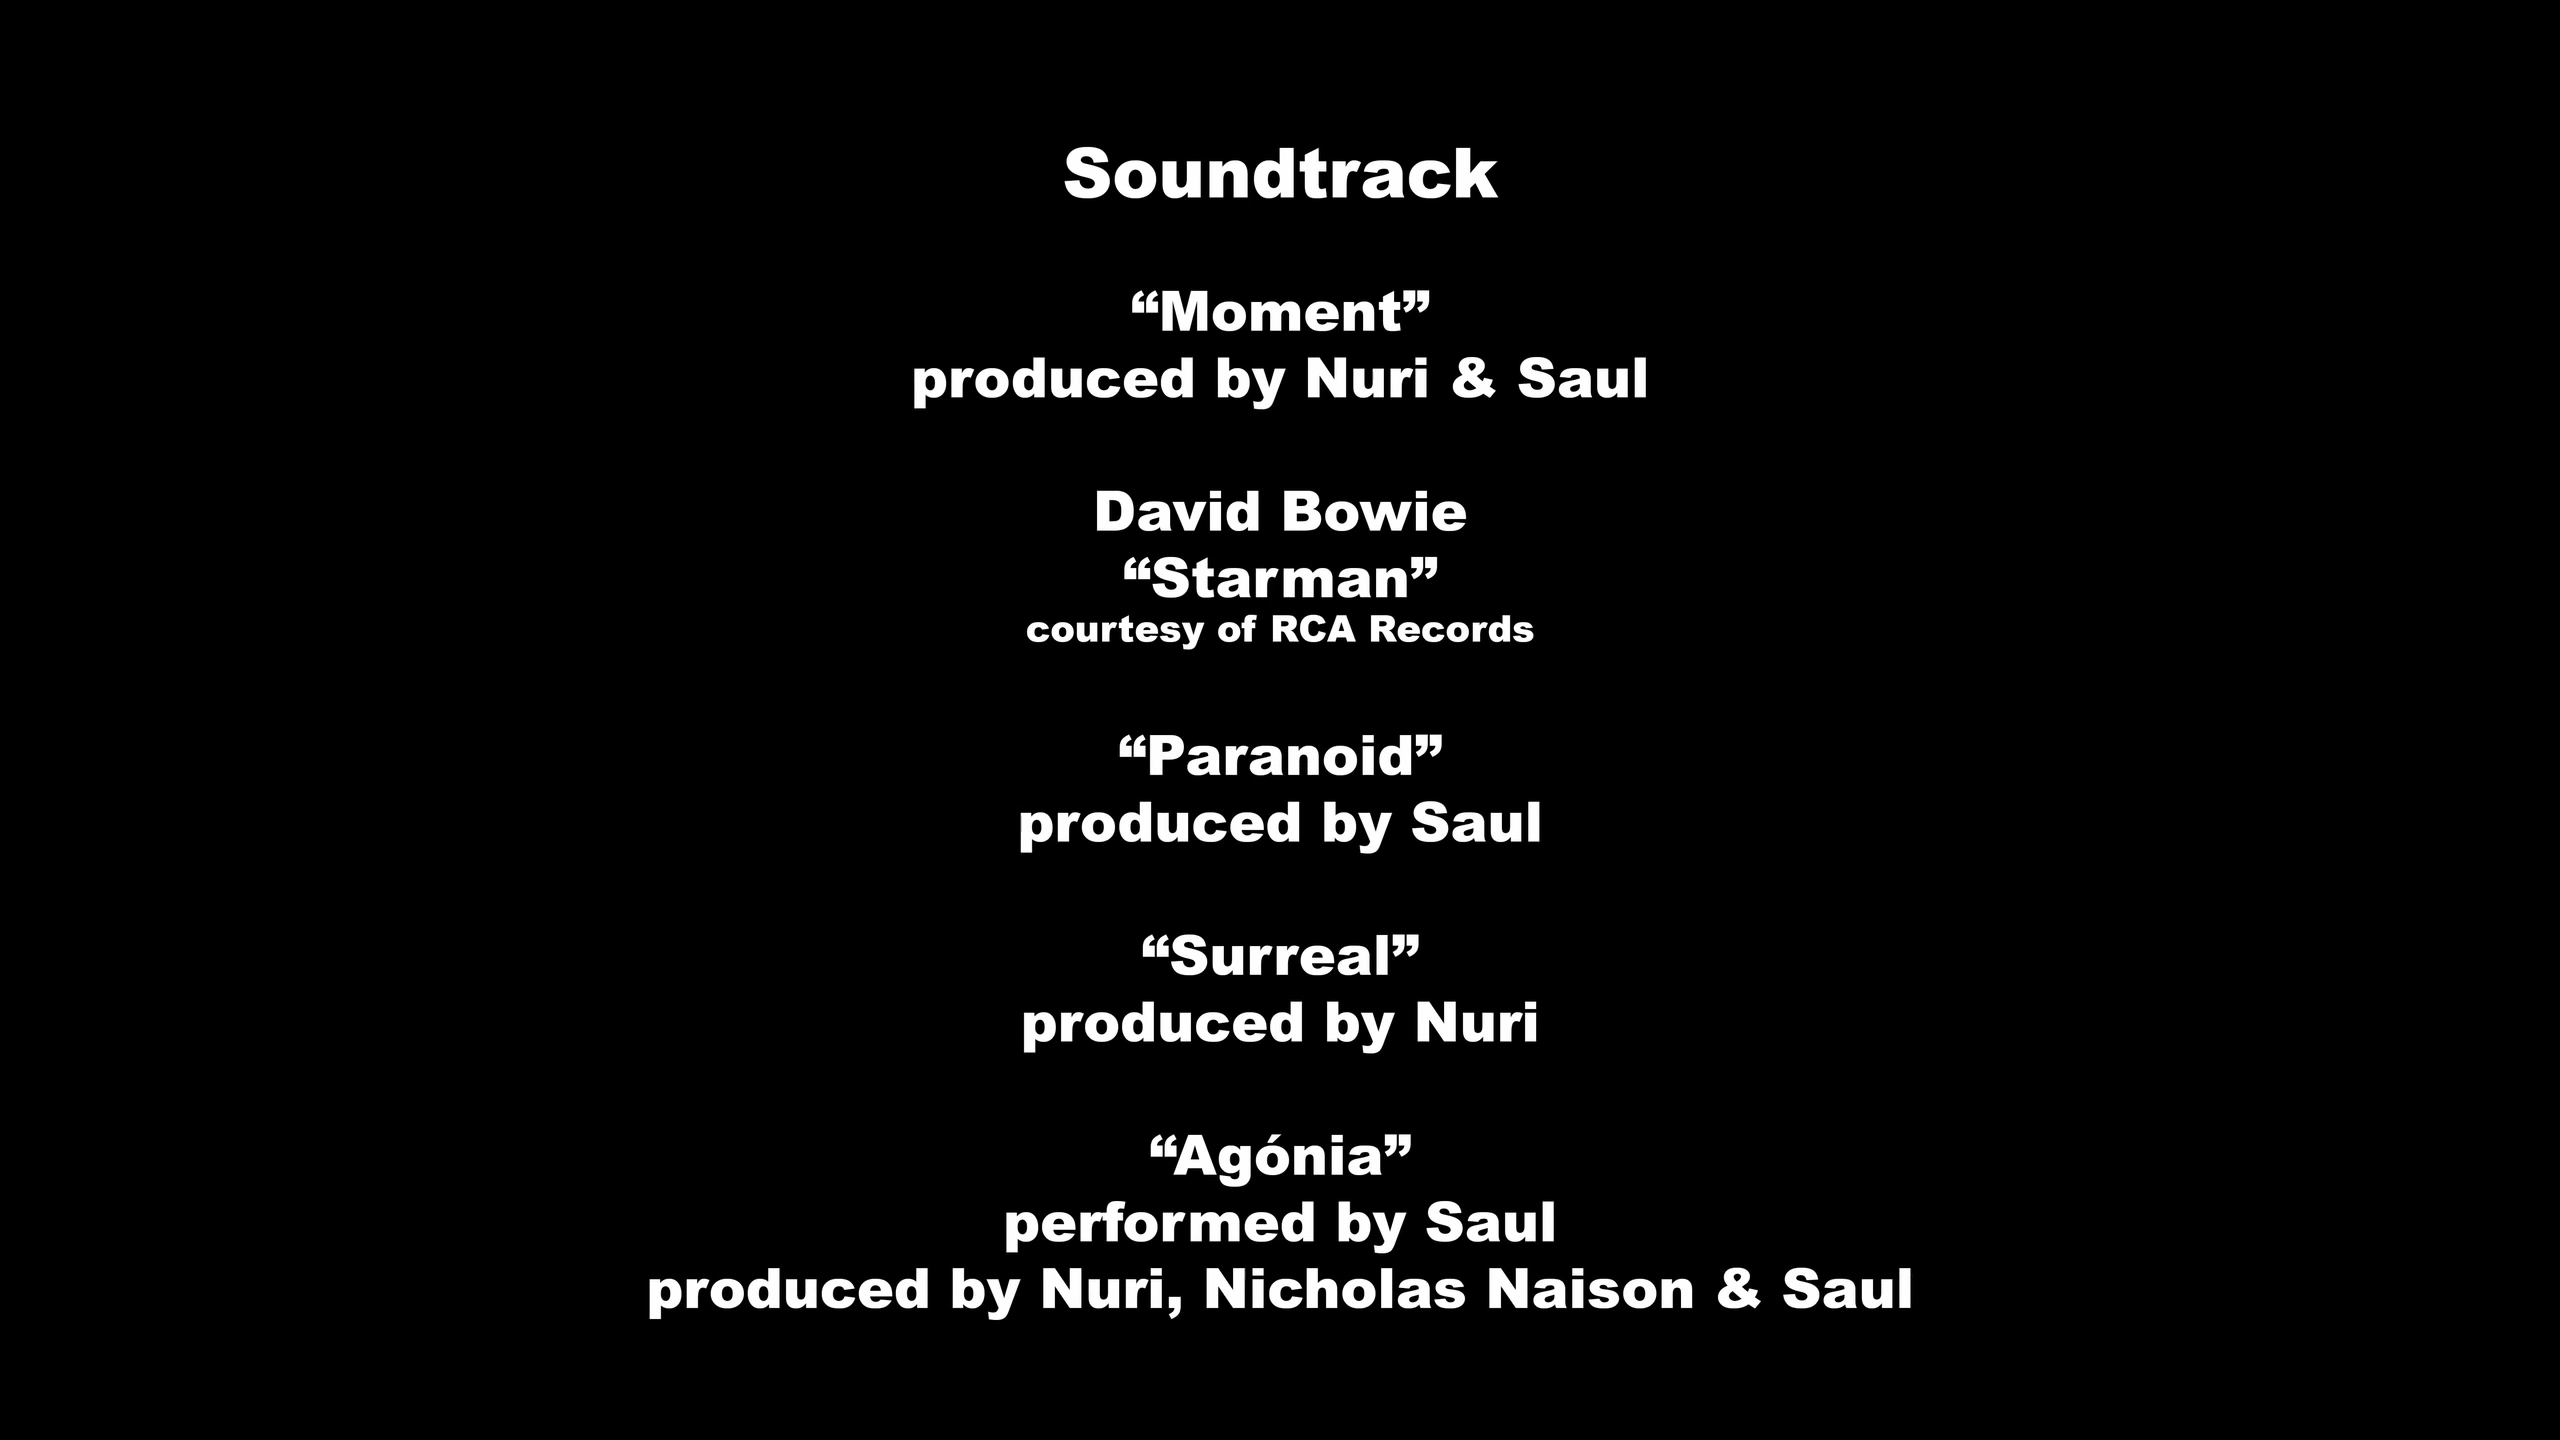 Soundtrack
“Moment”
produced by Nuri & Saul
David Bowie
“Starman”
courtesy of RCA Records
“Paranoid”
produced by Saul
“Surreal”
produced by Nuri
“Agónia”
performed by Saul
produced by Nuri, Nicholas Naison & Saul